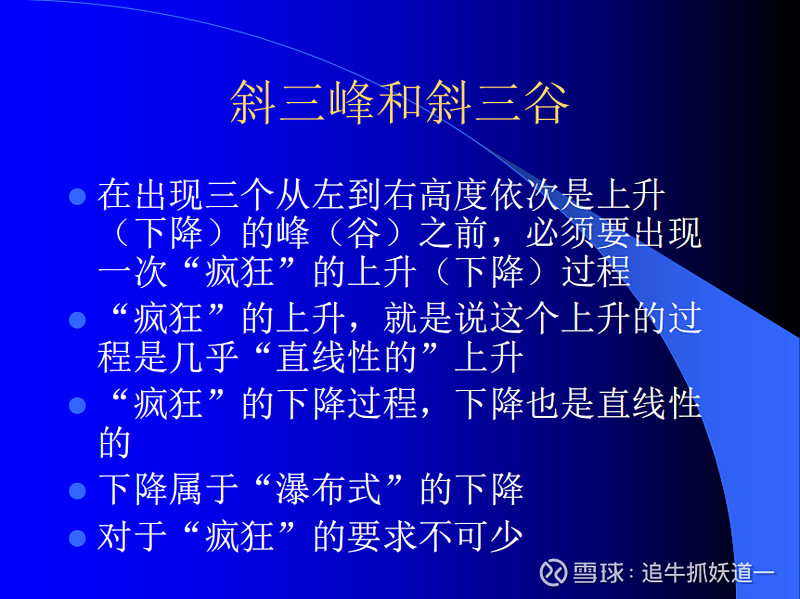 斜三峰和斜三谷
在出现三个从左到右高度依次是上升
（下降）的峰（谷）之前，必须要出现
一次“疯狂”的上升（下降）过程
“疯狂”的上升，就是说这个上升的过
程是几乎“直线性的”上升
“疯狂”的下降过程，下降也是直线性
的
下降属于“瀑布式”的下降
对于“疯狂”的要求不可少
雪球：追牛抓妖道一